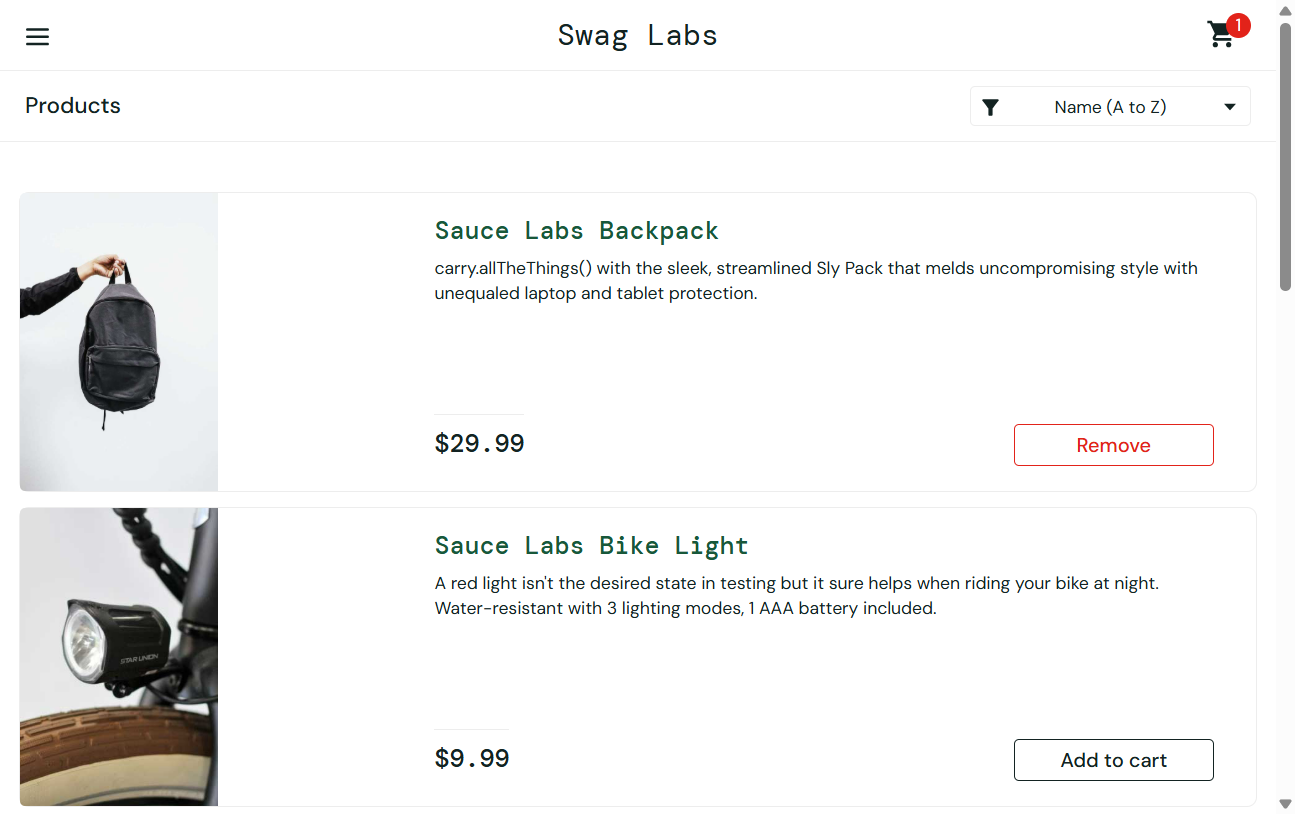 Swag Labs
1
Products
Name (A to Z)
Sauce Labs Backpack
carry.allTheThings() with the sleek, streamlined Sly Pack that melds uncompromising style with
unequaled laptop and tablet protection.
$29.99
Remove
Sauce Labs Bike Light
A red light isn't the desired state in testing but it sure helps when riding your bike at night.
Water-resistant with 3 lighting modes, 1 AAA battery included.
STAR UNION
$9.99
Add to cart